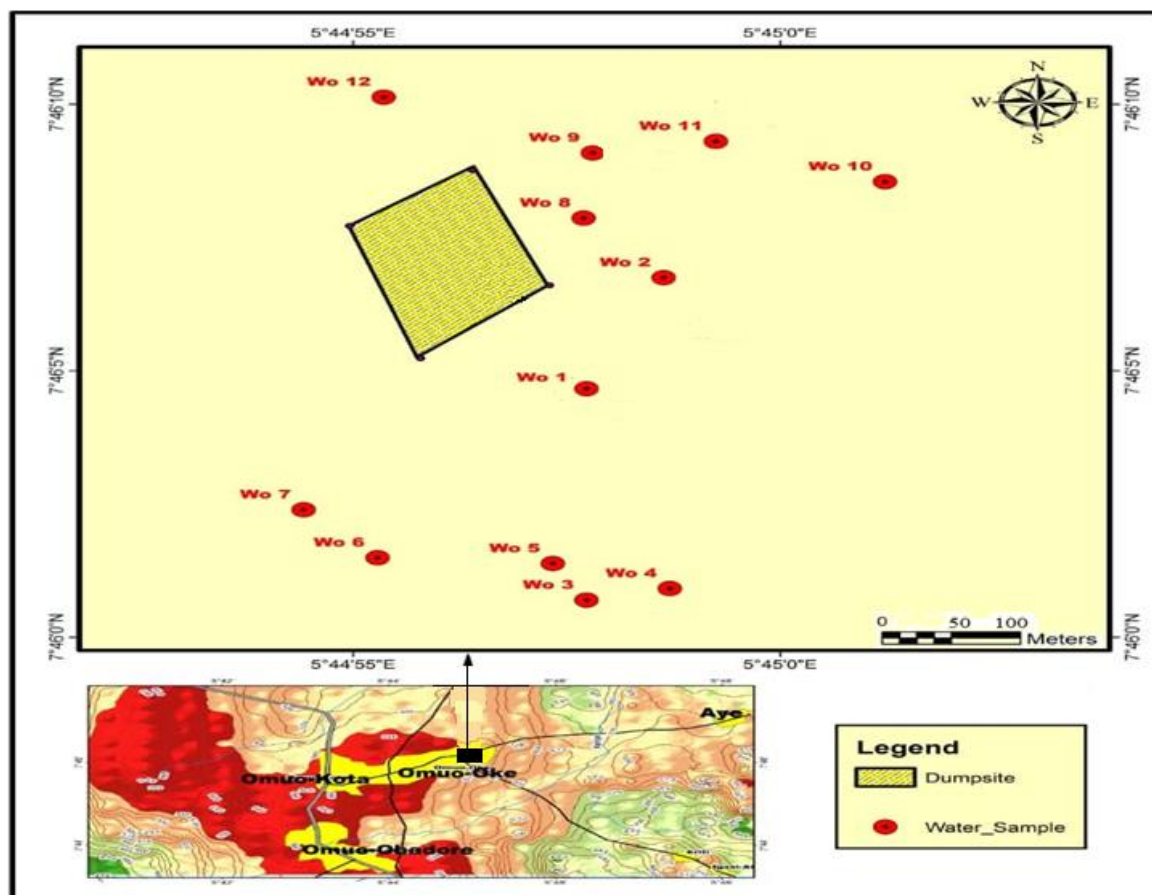 5°44'55"E 5°45'0"E
N
W E
S
7°46'10"N 7°46'10"N
Wo 12
Wo 11
Wo 9
Wo 10
Wo 8
Wo 2
7°46'5"N 7°46'5"N
Wo 1
Wo 7
Wo 6
Wo 5
Wo 4
Wo 3
0 50 100
Meters
7°46'0"N 7°46'0"N
5°44'55"E 5°45'0"E
Aye
Omuo-Kota Omuo-Oke
Omuo-Obadore
Legend
Dumpsite
Water_Sample